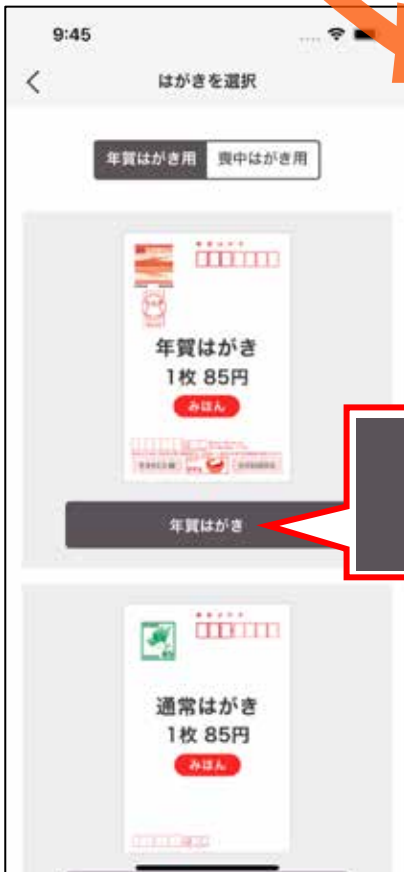 9:45
はがきを選択
年賀はがき用 喪中はがき用
年賀はがき
1枚 85円
みほん
年賀はがき
通常はがき
1枚 85円
みほん